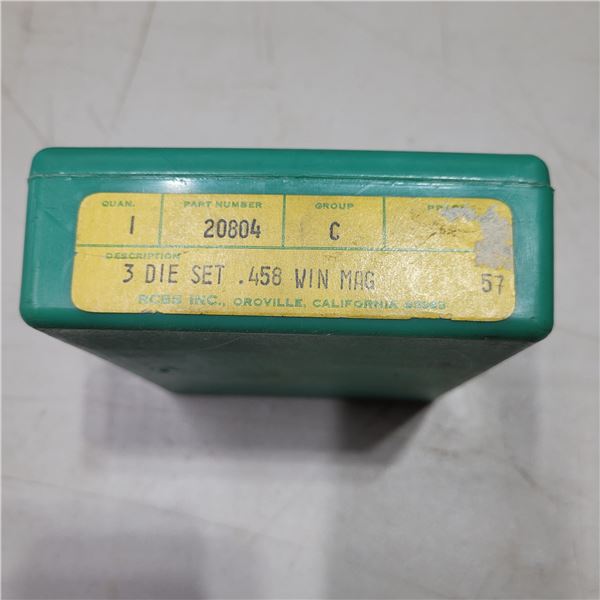 QUAN. PART NUMBER GROUP
1 20804 C
DESCRIPTION
3 DIE SET .458 WIN MAG 57
RCBS INC., OROVILLE, CALIFORNIA